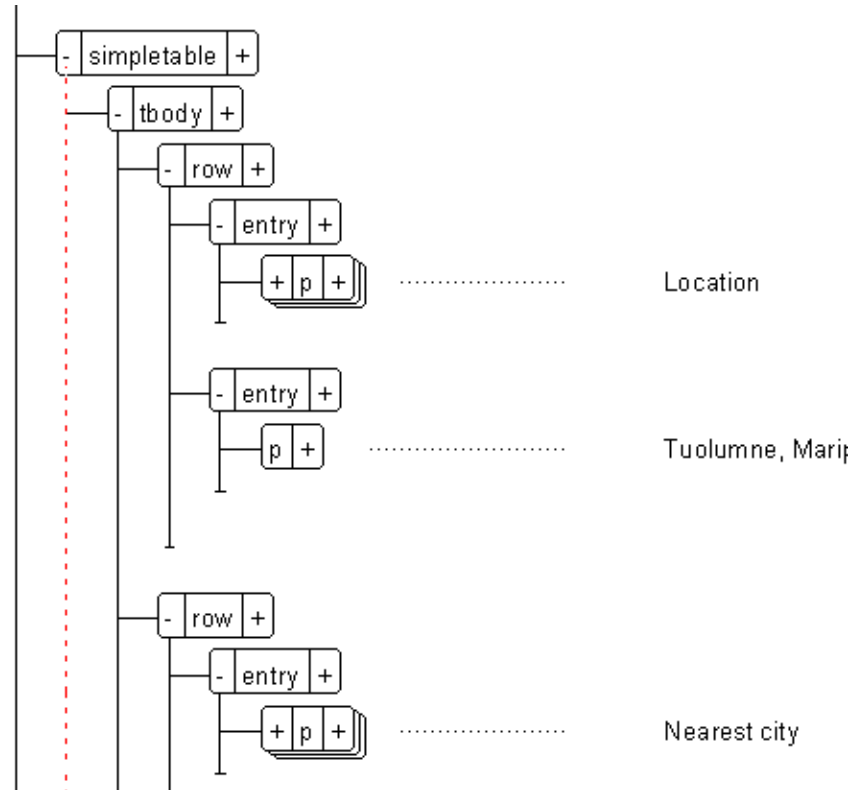 - simpletable +
- tbody +
- row +
- entry +
+ p + Location
- entry +
p + Tuolumne,
- row +
- entry +
+ p + Nearest city